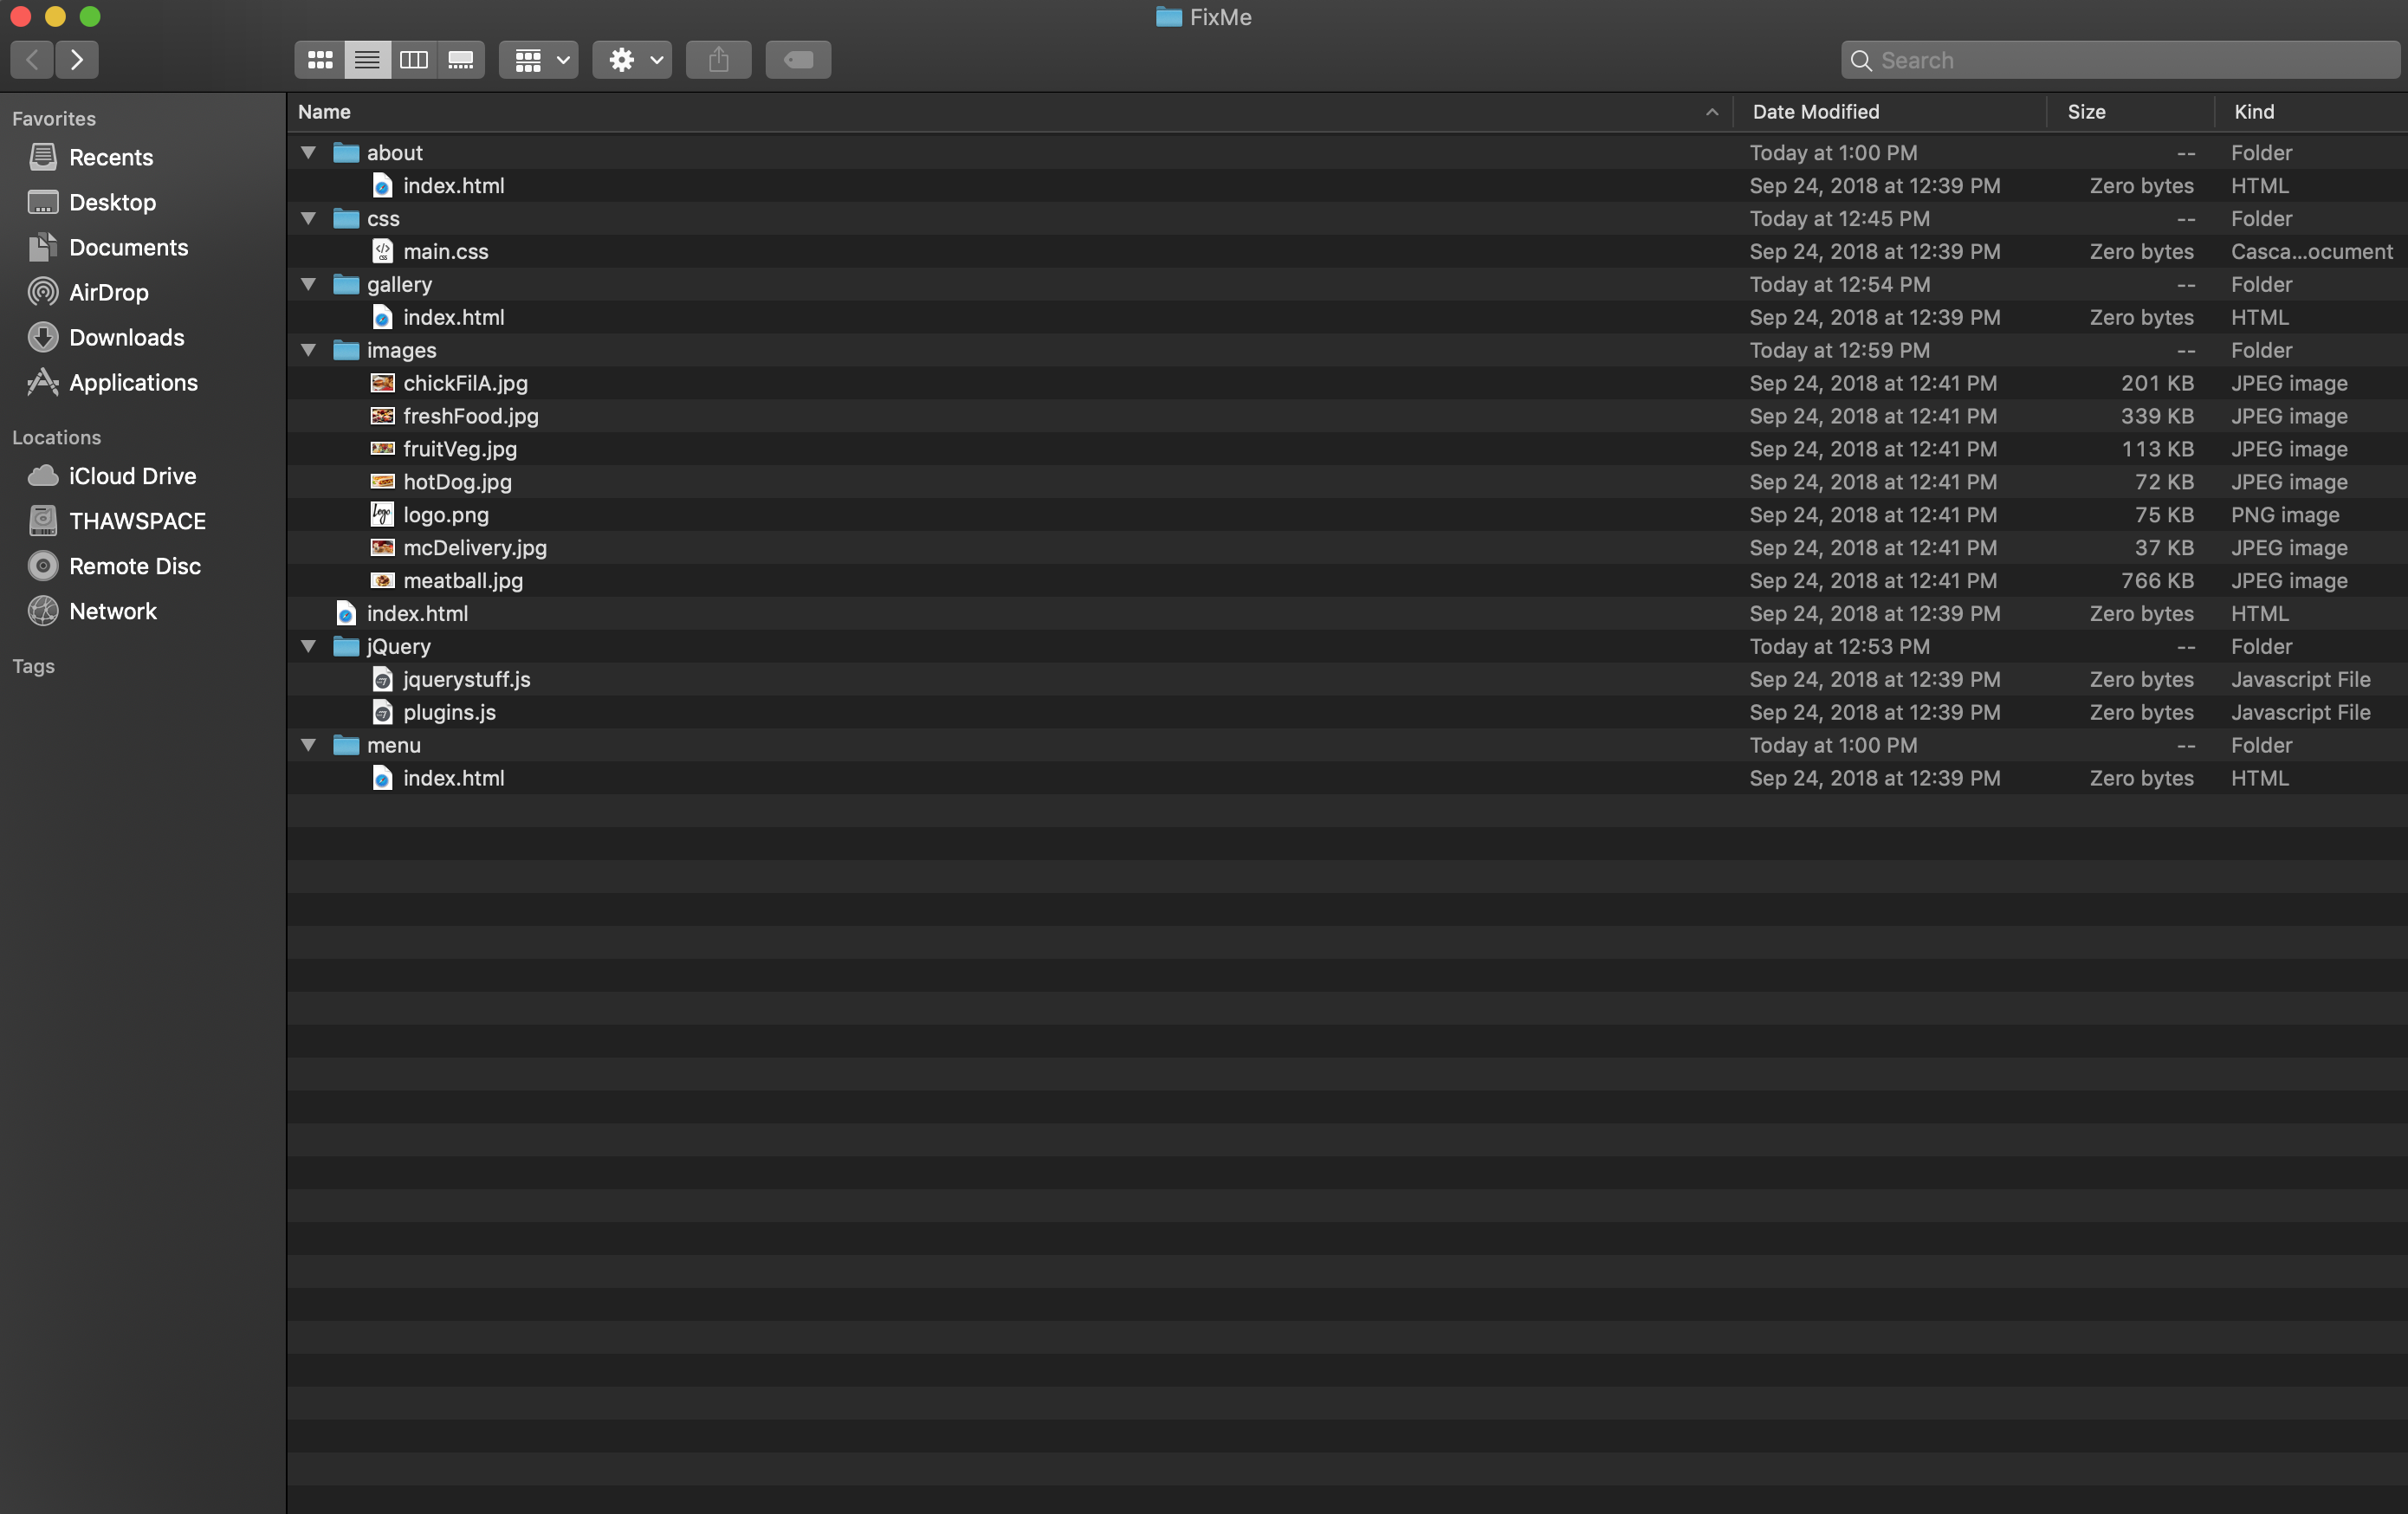 FixMe
Search
Favorites
Recents
Desktop
Documents
AirDrop
Downloads
Applications
Locations
iCloud Drive
THAWSPACE
Remote Disc
Network
Tags
Name Date Modified Size Kind
about Today at 1:00 PM -- Folder
index.html Sep 24, 2018 at 12:39 PM Zero bytes HTML
css Today at 12:45 PM -- Folder
main.css Sep 24, 2018 at 12:39 PM Zero bytes Casca...ocument
gallery Today at 12:54 PM -- Folder
index.html Sep 24, 2018 at 12:39 PM Zero bytes HTML
images Today at 12:59 PM -- Folder
chickFilA.jpg Sep 24, 2018 at 12:41 PM 201 KB JPEG image
freshFood.jpg Sep 24, 2018 at 12:41 PM 339 KB JPEG image
fruitVeg.jpg Sep 24, 2018 at 12:41 PM 113 KB JPEG image
hotDog.jpg Sep 24, 2018 at 12:41 PM 72 KB JPEG image
logo.png Sep 24, 2018 at 12:41 PM 75 KB PNG image
mcDelivery.jpg Sep 24, 2018 at 12:41 PM 37 KB JPEG image
meatball.jpg Sep 24, 2018 at 12:41 PM 766 KB JPEG image
index.html Sep 24, 2018 at 12:39 PM Zero bytes HTML
jQuery Today at 12:53 PM -- Folder
jquerystuff.js Sep 24, 2018 at 12:39 PM Zero bytes Javascript File
plugins.js Sep 24, 2018 at 12:39 PM Zero bytes Javascript File
menu Today at 1:00 PM -- Folder
index.html Sep 24, 2018 at 12:39 PM Zero bytes HTML